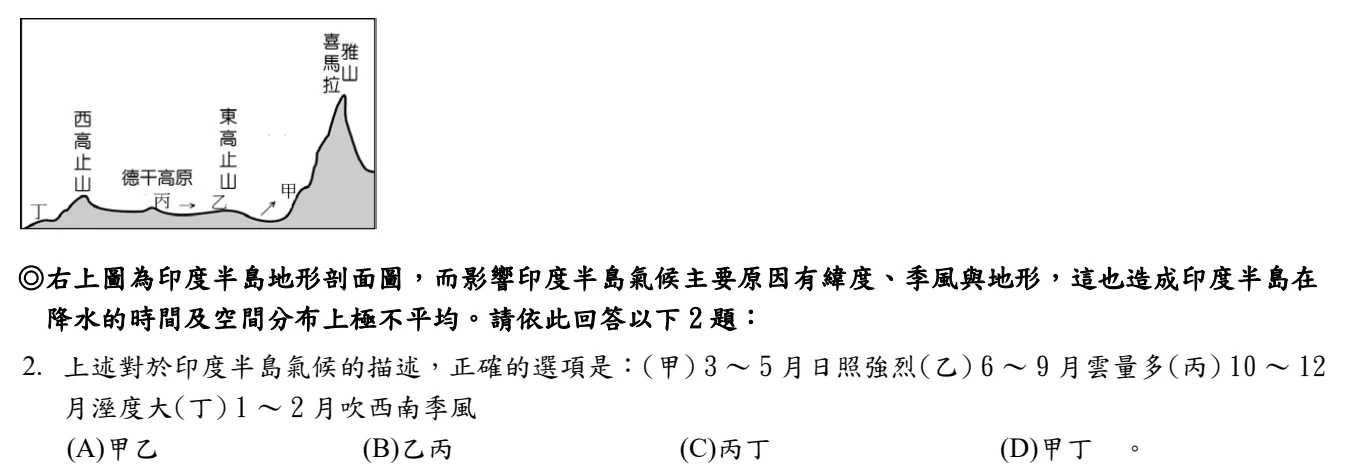 喜馬拉
雅山
西高止山
東高止山
德干高原
丁
丙 → 乙
↗ 甲
◎右上圖為印度半島地形剖面圖，而影響印度半島氣候主要原因有緯度、季風與地形，這也造成印度半島在
降水的時間及空間分布上極不平均。請依此回答以下 2 題：
2. 上述對於印度半島氣候的描述，正確的選項是：(甲) 3 ～ 5 月日照強烈(乙) 6 ～ 9 月雲量多(丙) 10 ～ 12
月溼度大(丁) 1 ～ 2 月吹西南季風
(A)甲乙 (B)乙丙 (C)丙丁 (D)甲丁 。